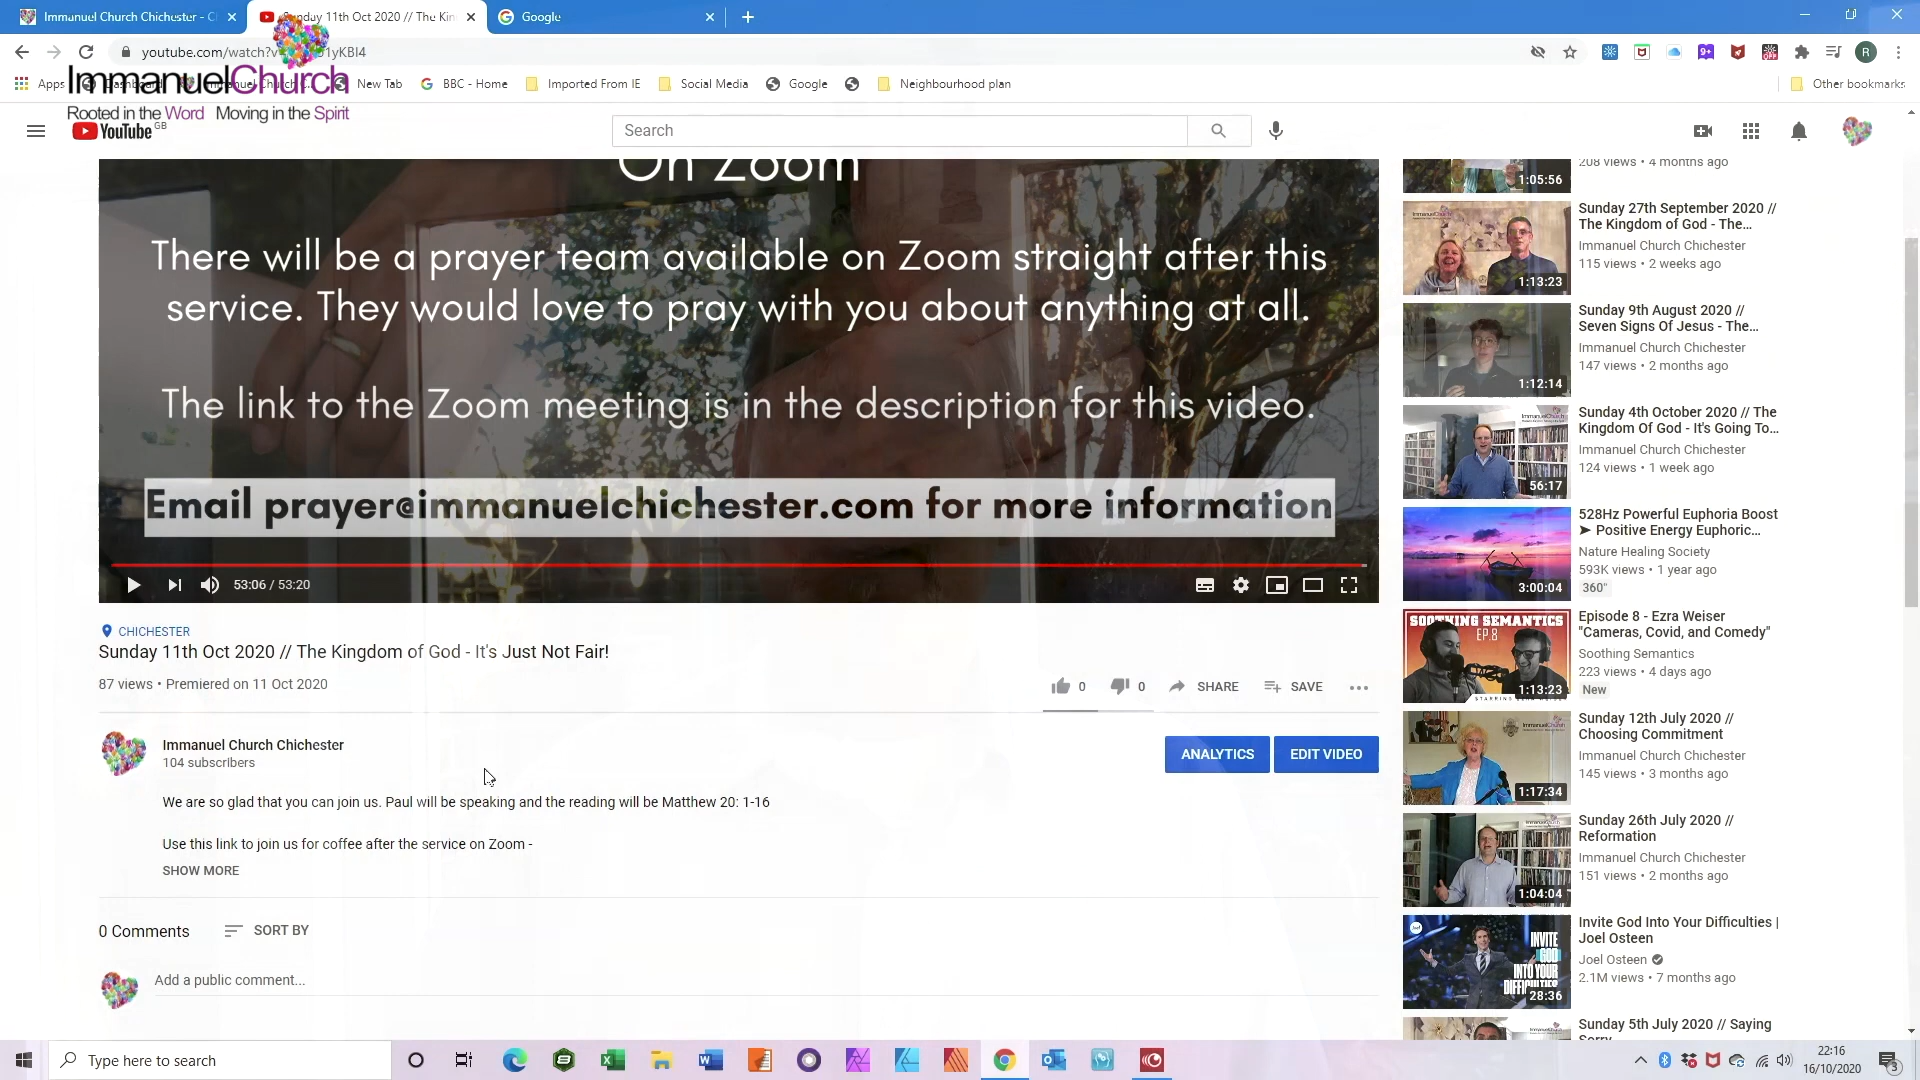 Immanuel Church Chichester - C
Sunday 11th Oct 2020 // The Kin
Google
youtube.com/watch?v
1yKBI4
Apps
New Tab
BBC - Home
Imported From IE
Social Media
Google
Neighbourhood plan
Other bookmarks
ImmanuelChurch
Rooted in the Word Moving in the Spirit
YouTube GB
Search
On Zoom
There will be a prayer team available on Zoom straight after this
service. They would love to pray with you about anything at all.
The link to the Zoom meeting is in the description for this video.
Email prayer@immanuelchichester.com for more information
53:06 / 53:20
CHICHESTER
Sunday 11th Oct 2020 // The Kingdom of God - It's Just Not Fair!
87 views • Premiered on 11 Oct 2020
0
0
SHARE
SAVE
Immanuel Church Chichester
104 subscribers
ANALYTICS
EDIT VIDEO
We are so glad that you can join us. Paul will be speaking and the reading will be Matthew 20: 1-16
Use this link to join us for coffee after the service on Zoom -
SHOW MORE
0 Comments
SORT BY
Add a public comment...
208 views • 4 months ago
1:05:56
Sunday 27th September 2020 //
The Kingdom of God - The...
Immanuel Church Chichester
115 views • 2 weeks ago
1:13:23
Sunday 9th August 2020 //
Seven Signs Of Jesus - The...
Immanuel Church Chichester
147 views • 2 months ago
1:12:14
Sunday 4th October 2020 // The
Kingdom Of God - It's Going To...
Immanuel Church Chichester
124 views • 1 week ago
56:17
528Hz Powerful Euphoria Boost
➤ Positive Energy Euphoric...
Nature Healing Society
593K views • 1 year ago
360°
3:00:04
Episode 8 - Ezra Weiser
"Cameras, Covid, and Comedy"
Soothing Semantics
223 views • 4 days ago
New
SOOTHING SEMANTICS
EP.8
1:13:23
Sunday 12th July 2020 //
Choosing Commitment
Immanuel Church Chichester
145 views • 3 months ago
1:17:34
Sunday 26th July 2020 //
Reformation
Immanuel Church Chichester
151 views • 2 months ago
1:04:04
Invite God Into Your Difficulties |
Joel Osteen
Joel Osteen
2.1M views • 7 months ago
INVITE
GOD
INTO YOUR
28:36
Sunday 5th July 2020 // Saying
Type here to search
22:16
16/10/2020
3